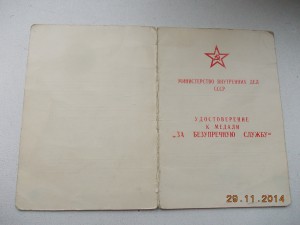 МИНИСТЕРСТВО ВНУТРЕННИХ ДЕЛ
СССР
УДОСТОВЕРЕНИЕ
К МЕДАЛИ
„ЗА БЕЗУПРЕЧНУЮ СЛУЖБУ“
29.11.2014